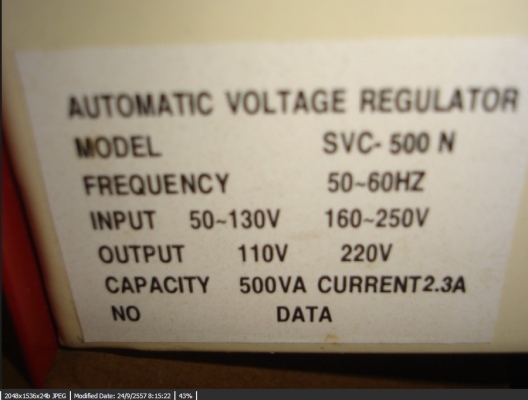 AUTOMATIC VOLTAGE REGULATOR
MODEL SVC- 500 N
FREQUENCY 50~60HZ
INPUT 50~130V 160~250V
OUTPUT 110V 220V
CAPACITY 500VA CURRENT2.3A
NO DATA
2048x1536x24b JPEG | Modified Date: 24/9/2557 8:15:22 | 43%